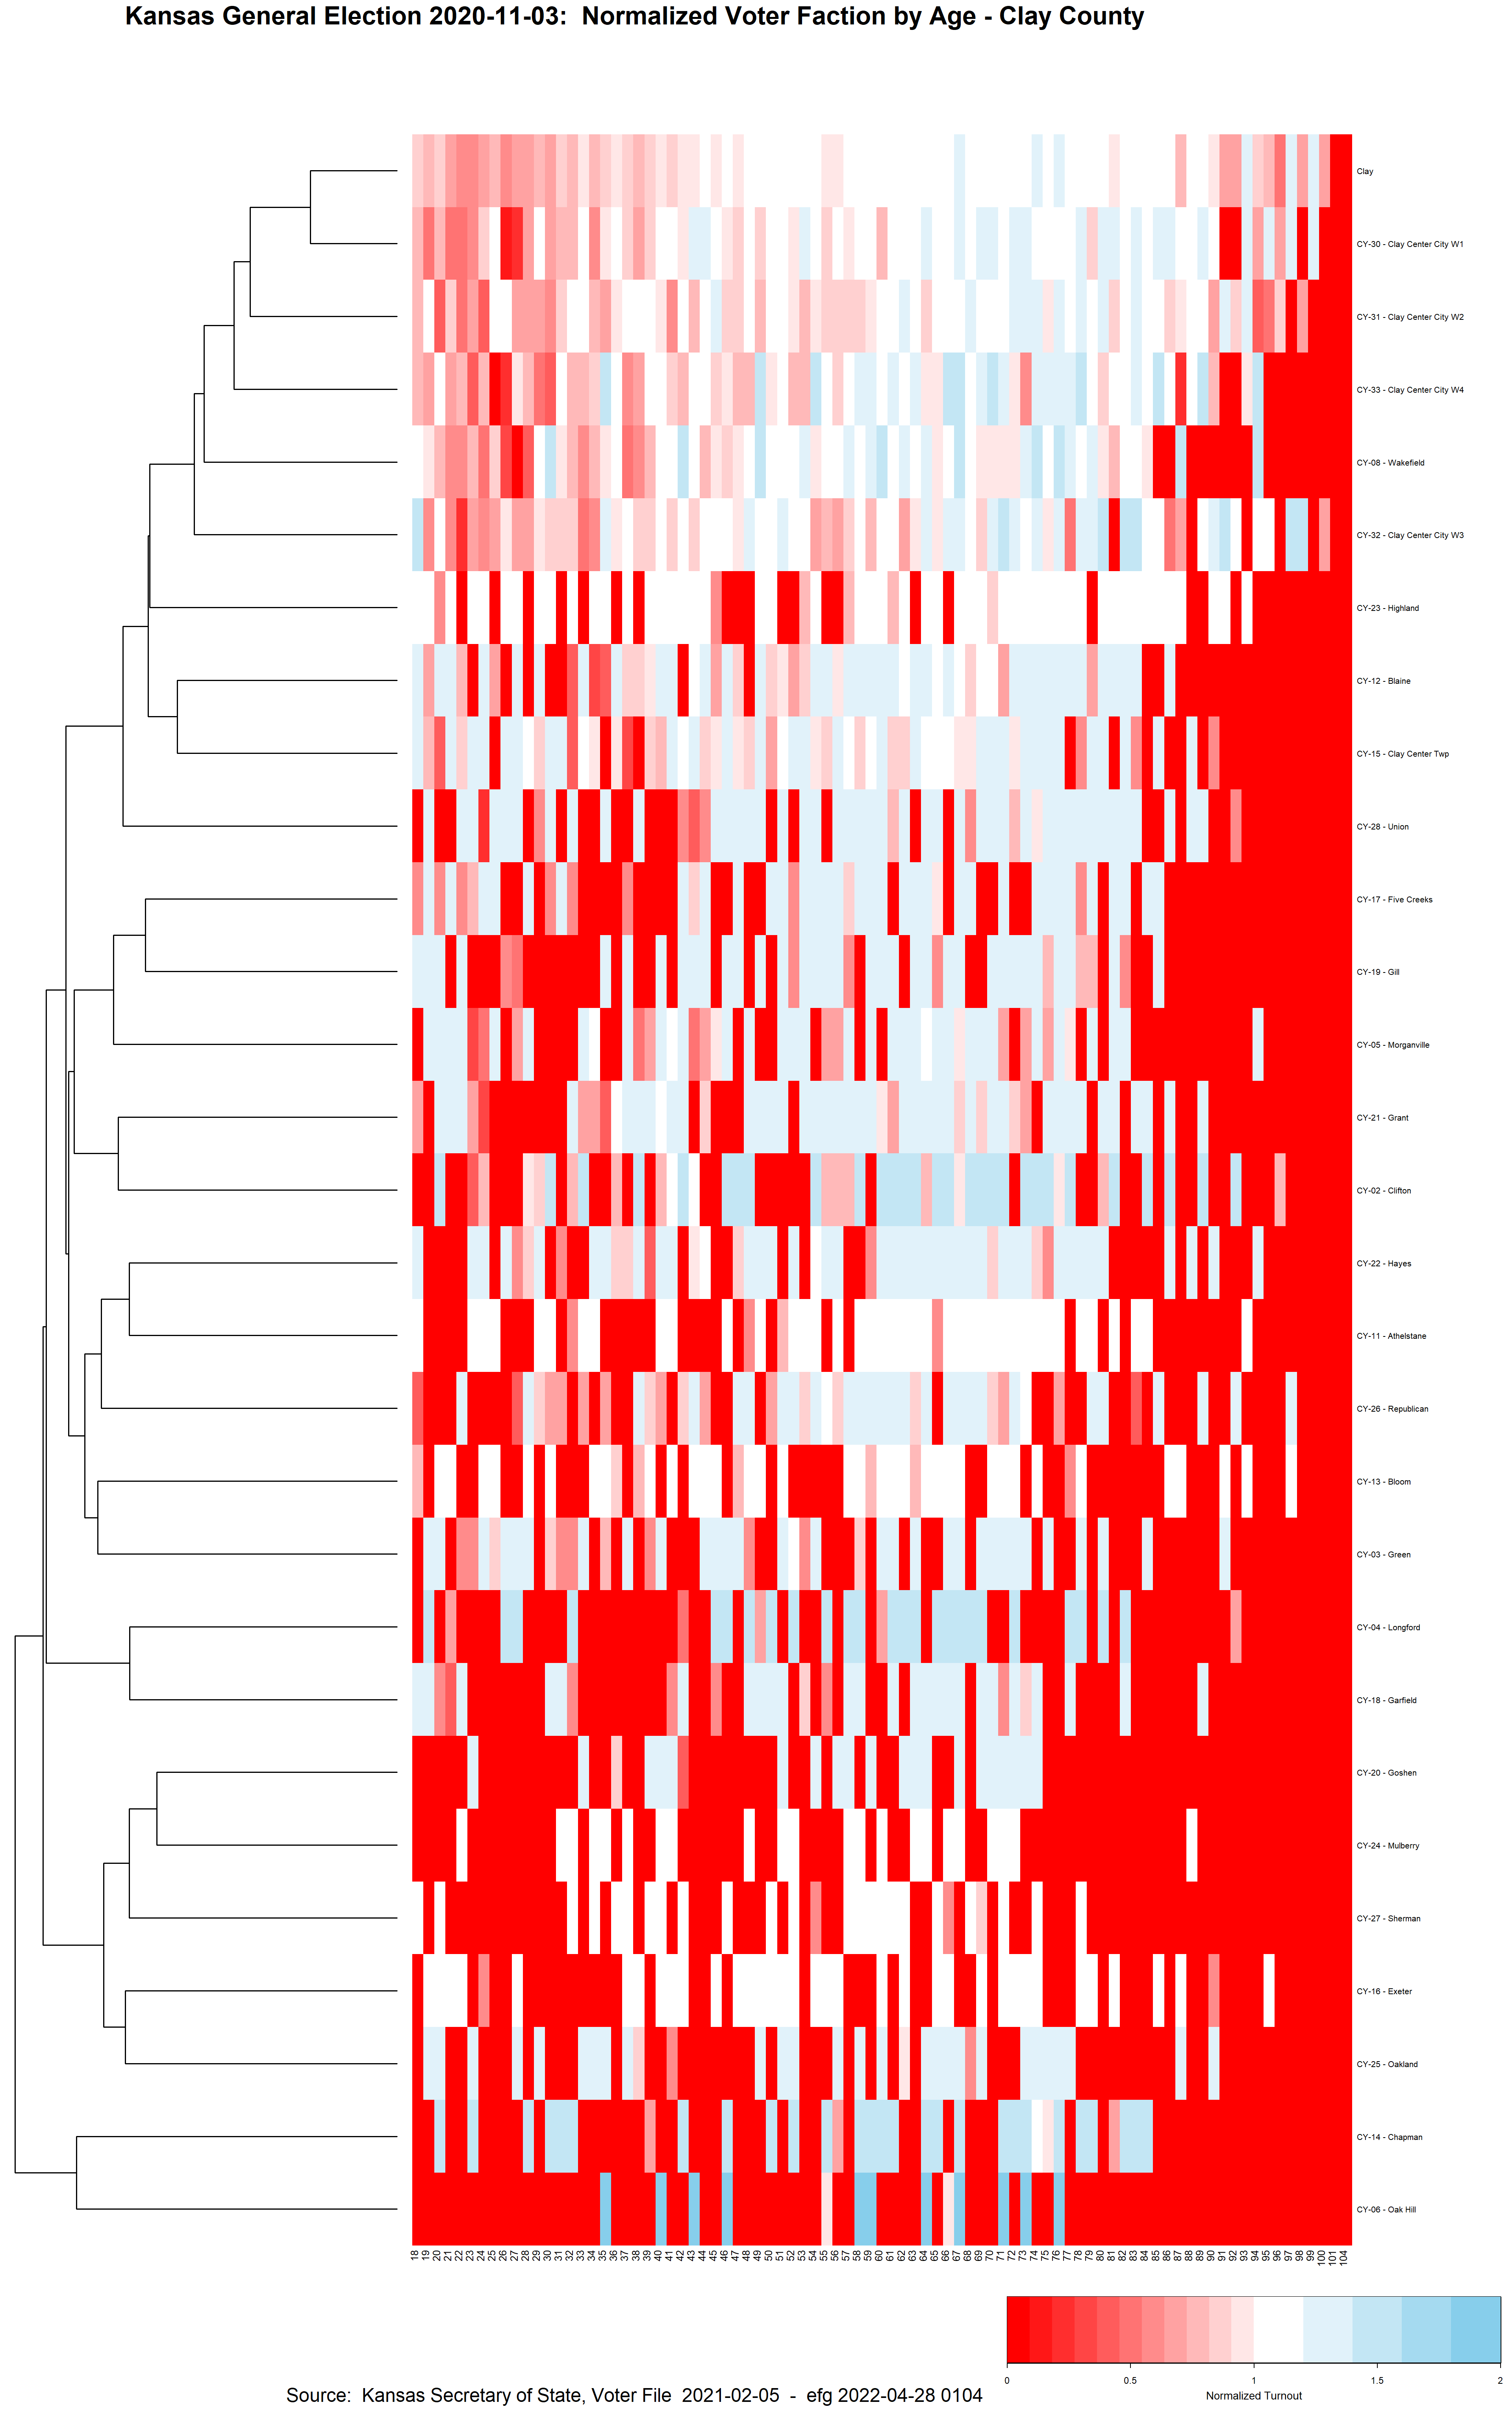 Kansas General Election 2020-11-03:  Normalized Voter Faction by Age - Clay County
Clay
CY-30 - Clay Center City W1
CY-31 - Clay Center City W2
CY-33 - Clay Center City W4
CY-08 - Wakefield
CY-32 - Clay Center City W3
CY-23 - Highland
CY-12 - Blaine
CY-15 - Clay Center Twp
CY-28 - Union
CY-17 - Five Creeks
CY-19 - Gill
CY-05 - Morganville
CY-21 - Grant
CY-02 - Clifton
CY-22 - Hayes
CY-11 - Athelstane
CY-26 - Republican
CY-13 - Bloom
CY-03 - Green
CY-04 - Longford
CY-18 - Garfield
CY-20 - Goshen
CY-24 - Mulberry
CY-27 - Sherman
CY-16 - Exeter
CY-25 - Oakland
CY-14 - Chapman
CY-06 - Oak Hill
18 19 20 21 22 23 24 25 26 27 28 29 30 31 32 33 34 35 36 37 38 39 40 41 42 43 44 45 46 47 48 49 50 51 52 53 54 55 56 57 58 59 60 61 62 63 64 65 66 67 68 69 70 71 72 73 74 75 76 77 78 79 80 81 82 83 84 85 86 87 88 89 90 91 92 93 94 95 96 97 98 99 100 101 104
0 0.5 1 1.5 2
Normalized Turnout
Source:  Kansas Secretary of State, Voter File  2021-02-05  -  efg 2022-04-28 0104